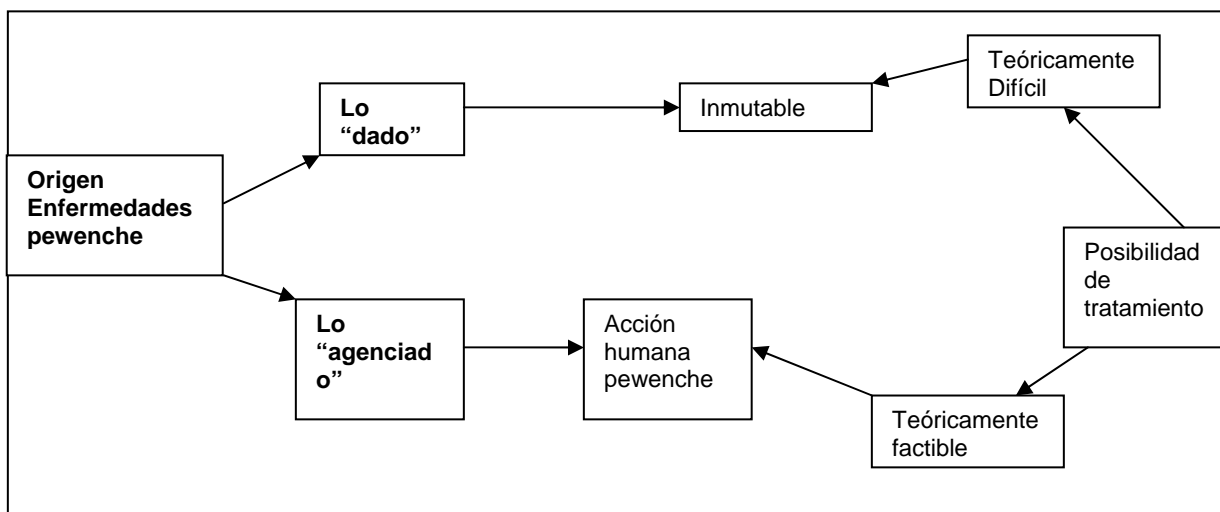 Teóricamente
Difícil
Lo
“dado”
Inmutable
Origen
Enfermedades
pewenche
Posibilidad
de
tratamiento
Lo
“agenciad
o”
Acción
humana
pewenche
Teóricamente
factible